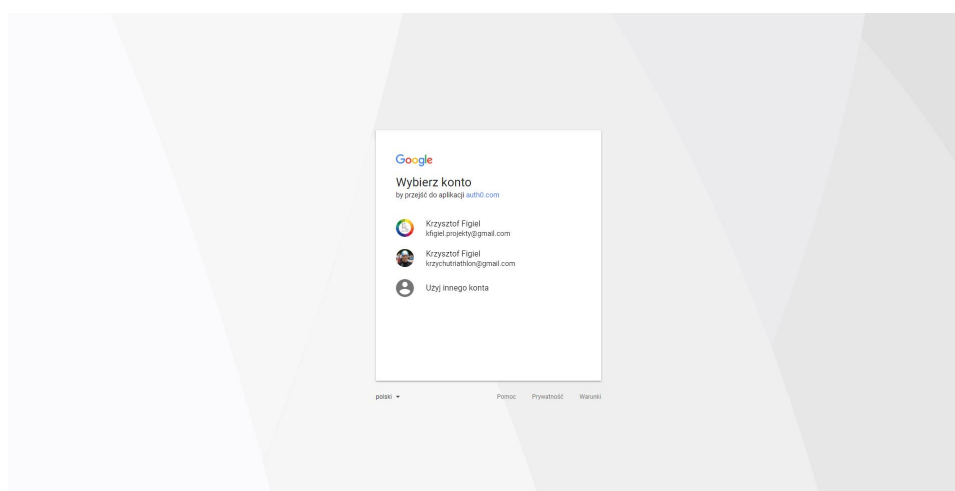 Google
Wybierz konto
by przejść do aplikacji auth0.com
Krzysztof Figiel
kfigiel.projekty@gmail.com
Krzysztof Figiel
krzychutriathlon@gmail.com
Użyj innego konta
polski
Pomoc
Prywatność
Warunki